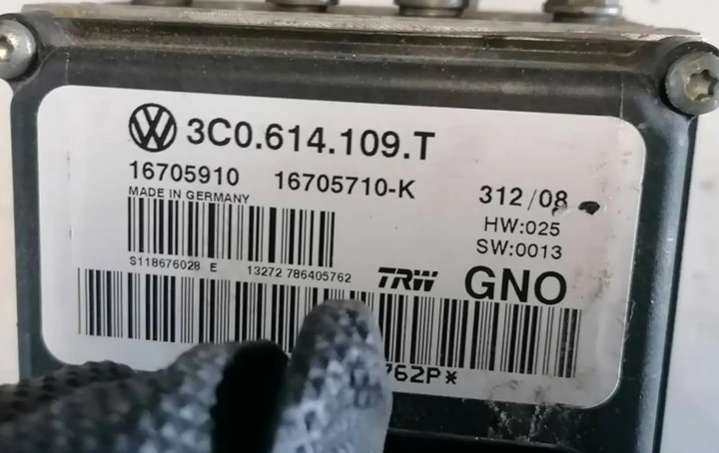 3C0.614.109.T
16705910 16705710-K 312/08
MADE IN GERMANY HW:025
SW:0013
S118676028 E 13272 786405762
TRW GNO
762P*